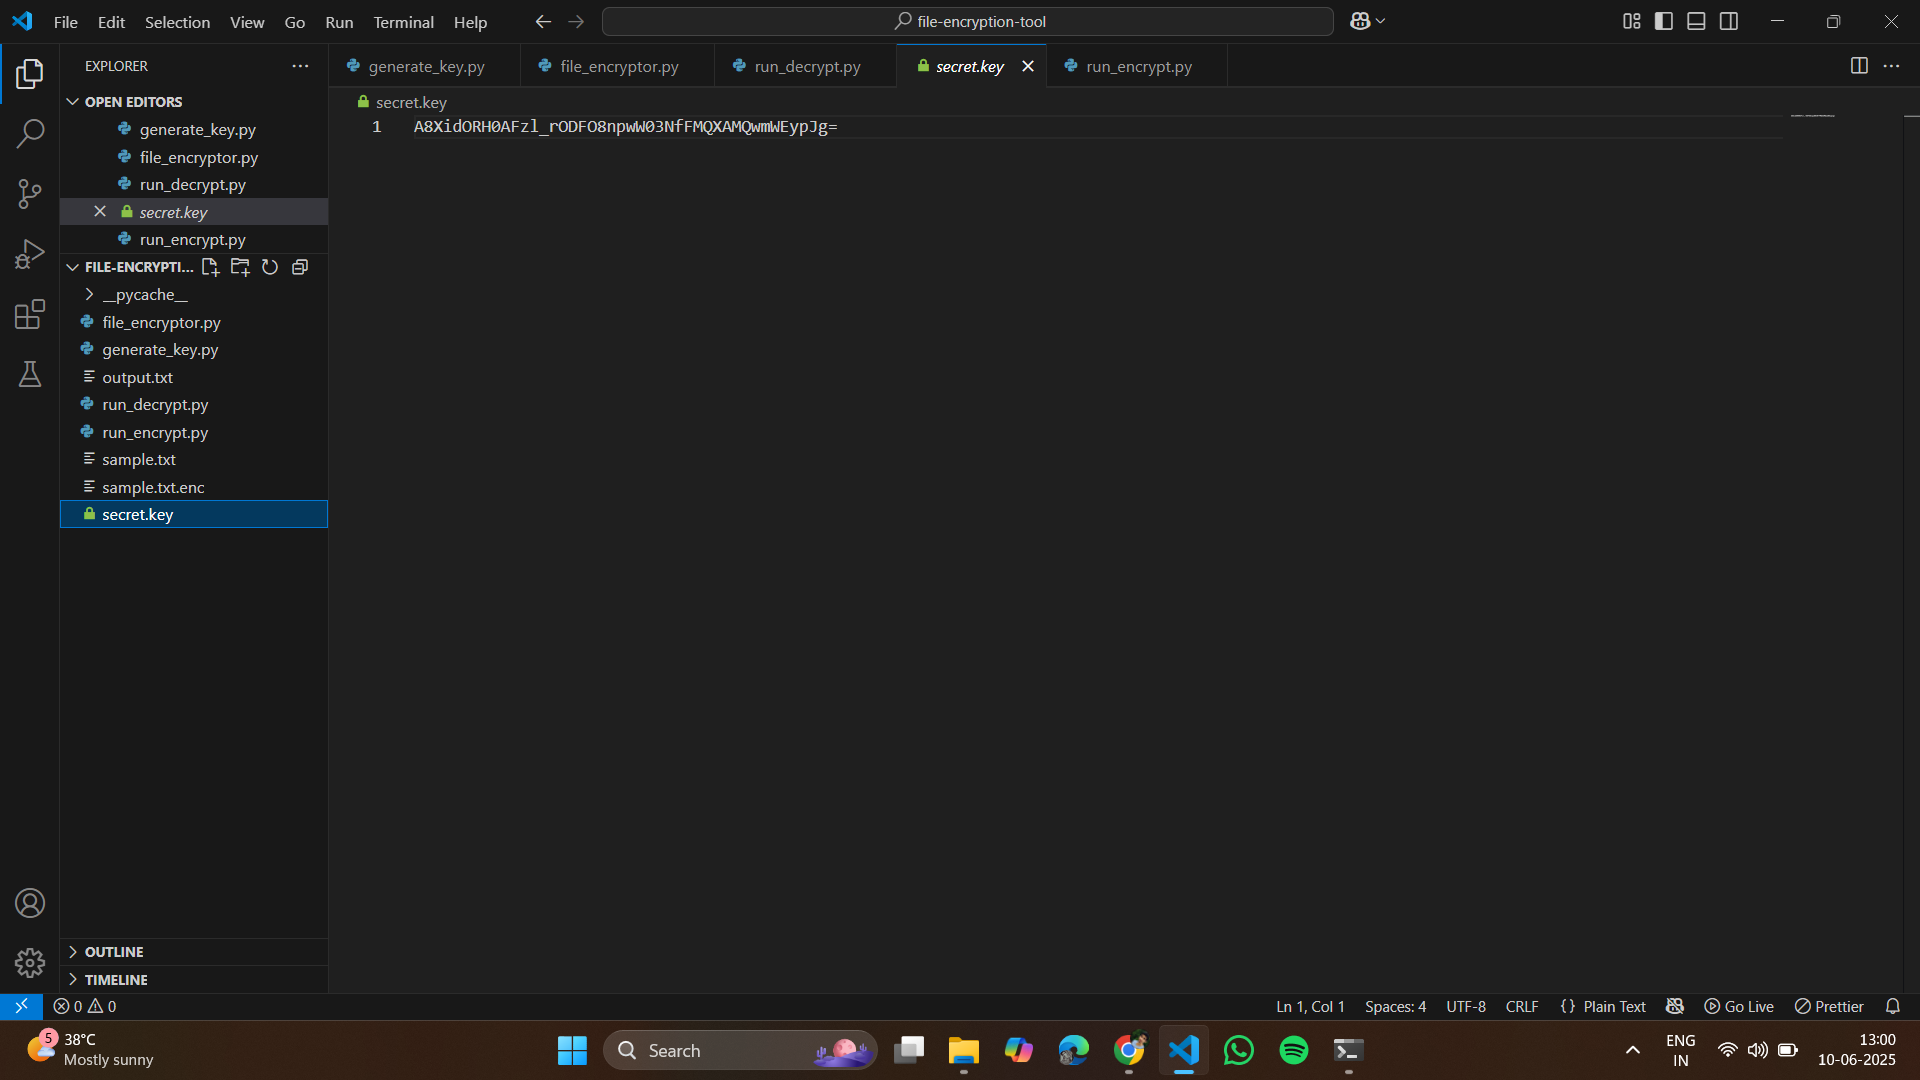 File Edit Selection View Go Run Terminal Help
file-encryption-tool
EXPLORER
OPEN EDITORS
generate_key.py
file_encryptor.py
run_decrypt.py
secret.key
run_encrypt.py
FILE-ENCRYPTI...
__pycache__
file_encryptor.py
generate_key.py
output.txt
run_decrypt.py
run_encrypt.py
sample.txt
sample.txt.enc
secret.key
OUTLINE
TIMELINE
generate_key.py file_encryptor.py run_decrypt.py secret.key run_encrypt.py
secret.key
1 A8XidORH0AFzl_rODFO8npwW03NfFMQXAMQwmWEypJg=
0 0 Ln 1, Col 1 Spaces: 4 UTF-8 CRLF {} Plain Text Go Live Prettier
5
38°C
Mostly sunny
Search
ENG
IN
13:00
10-06-2025